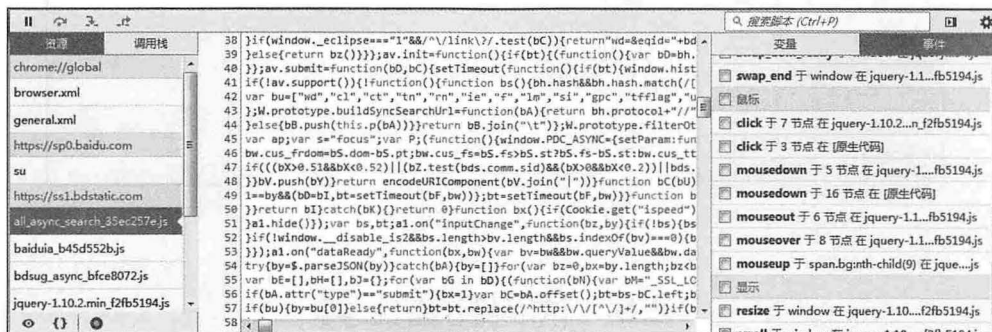 搜索脚本 (Ctrl+P)
资源 调用栈
chrome://global
browser.xml
general.xml
https://sp0.baidu.com
su
https://ss1.bdstatic.com
all_async_search_35ec257e.js
baiduia_b45d552b.js
bdsug_async_bfce8072.js
jquery-1.10.2.min_f2fb5194.js
{}
38 }if(window._eclipse==="1"&&/^\/link\?/.test(bC)){return"wd=&eqid="+bd
39 }else{return bz()}}};av.init=function(){if(bt){(function(){var bD=bh.
40 }};av.submit=function(bO,bC){setTimeout(function(){if(bt){window.hist
41 if(!av.support()){!function(){function bs(){bh.hash&&bh.hash.match(/[
42 var bu=["wd","cl","ct","tn","rn","ie","f","lm","si","gpc","tfflag","u
43 };W.prototype.buildSyncSearchUrl=function(bA){return bh.protocol+"//"
44 }else{bB.push(this.p(bA))}}return bB.join("\t")};W.prototype.filterOt
45 var ap;var s="focus";var P;(function(){window.PDC_ASYNC={setParam:fun
46 bw.cus_frdom=bS.dom-bS.pt;bw.cus_fs=bS.fs>bS.st?bS.fs-bS.st:bw.cus_tt
47 if(((bX>0.51&&bX<0.52)||(bZ.test(bds.comm.sid)&&(bX>0&&bX<0.2))||bds.
48 }}bV.push(bY)}return encodeURIComponent(bV.join("|"))}function bC(bU)
49 1==by&&(bD=bI,bt=setTimeout(bF,bw))};bt=setTimeout(bF,bw)}}function b
50 }}return bI}catch(bK){}return 0}function bx(){if(Cookie.get("ispeed")
51 }al.hide()});var bs,bt;al.on("inputChange",function(bz,by){if(!bs){bs
52 }if(!window.__disable_is2&&bs.length>bv.length&&bs.indexOf(bv)===0){b
53 }});al.on("dataReady",function(bx,bw){var bv=bw&&bw.queryValue&&bw.da
54 try{by=$.parseJSON(by)}catch(bA){by=[]}for(var bz=0,bx=by.length;bz<b
55 var bE=[],bH=[],bJ={};for(var bG in bD){(function(bN){var bM="_SSL_LC
56 if(bA.attr("type")=="submit"){bx=1}var bC=bA.offset();bt=bs-bC.left;b
57 if(bu){by=bu[0]}else{return}bt=bt.replace(/^http:\/\/[^\/]+/,"")}if(b
58
变量 事件
swap_end 于 window 在 jquery-1.1...fb5194.js
鼠标
click 于 7 节点 在 jquery-1.10.2...n_f2fb5194.js
click 于 3 节点 在 [原生代码]
mousedown 于 5 节点 在 jquery-1.1...fb5194.js
mousedown 于 16 节点 在 [原生代码]
mouseout 于 6 节点 在 jquery-1.1...fb5194.js
mouseover 于 8 节点 在 jquery-1.1...fb5194.js
mouseup 于 span.bg:nth-child(9) 在 jque....js
显示
resize 于 window 在 jquery-1.10....f2fb5194.js